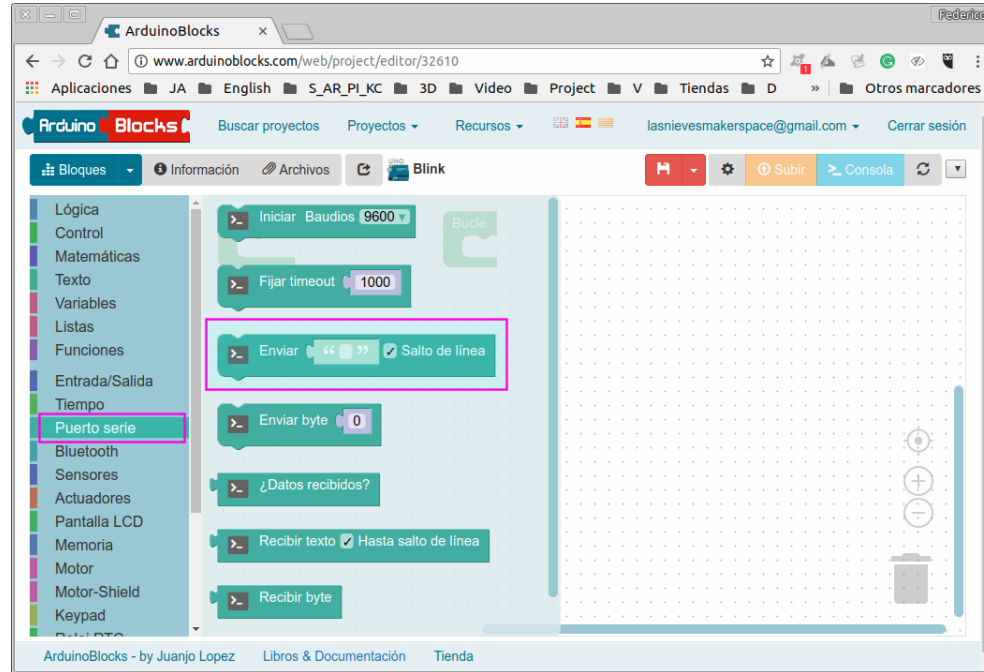 Federico
ArduinoBlocks
www.arduinoblocks.com/web/project/editor/32610
1
Aplicaciones JA English S_AR_PI_KC 3D Video Project V Tiendas D » Otros marcadores
Arduino Blocks Buscar proyectos Proyectos Recursos lasnievesmakerspace@gmail.com Cerrar sesión
Bloques Información Archivos UNO Blink Subir Consola
Lógica
Control
Matemáticas
Texto
Variables
Listas
Funciones
Entrada/Salida
Tiempo
Puerto serie
Bluetooth
Sensores
Actuadores
Pantalla LCD
Memoria
Motor
Motor-Shield
Keypad
Reloj RTC
Iniciar Baudios 9600
Bucle
Fijar timeout 1000
Enviar “ ” Salto de línea
Enviar byte 0
¿Datos recibidos?
Recibir texto Hasta salto de línea
Recibir byte
ArduinoBlocks - by Juanjo Lopez Libros & Documentación Tienda